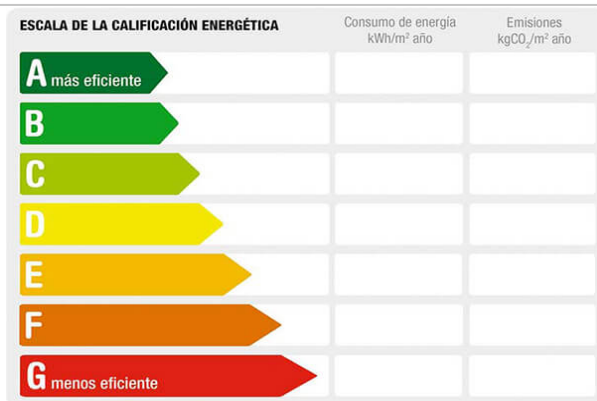 ESCALA DE LA CALIFICACIÓN ENERGÉTICA
Consumo de energía
kWh/m² año
Emisiones
kgCO₂/m² año
A más eficiente
B
C
D
E
F
G menos eficiente